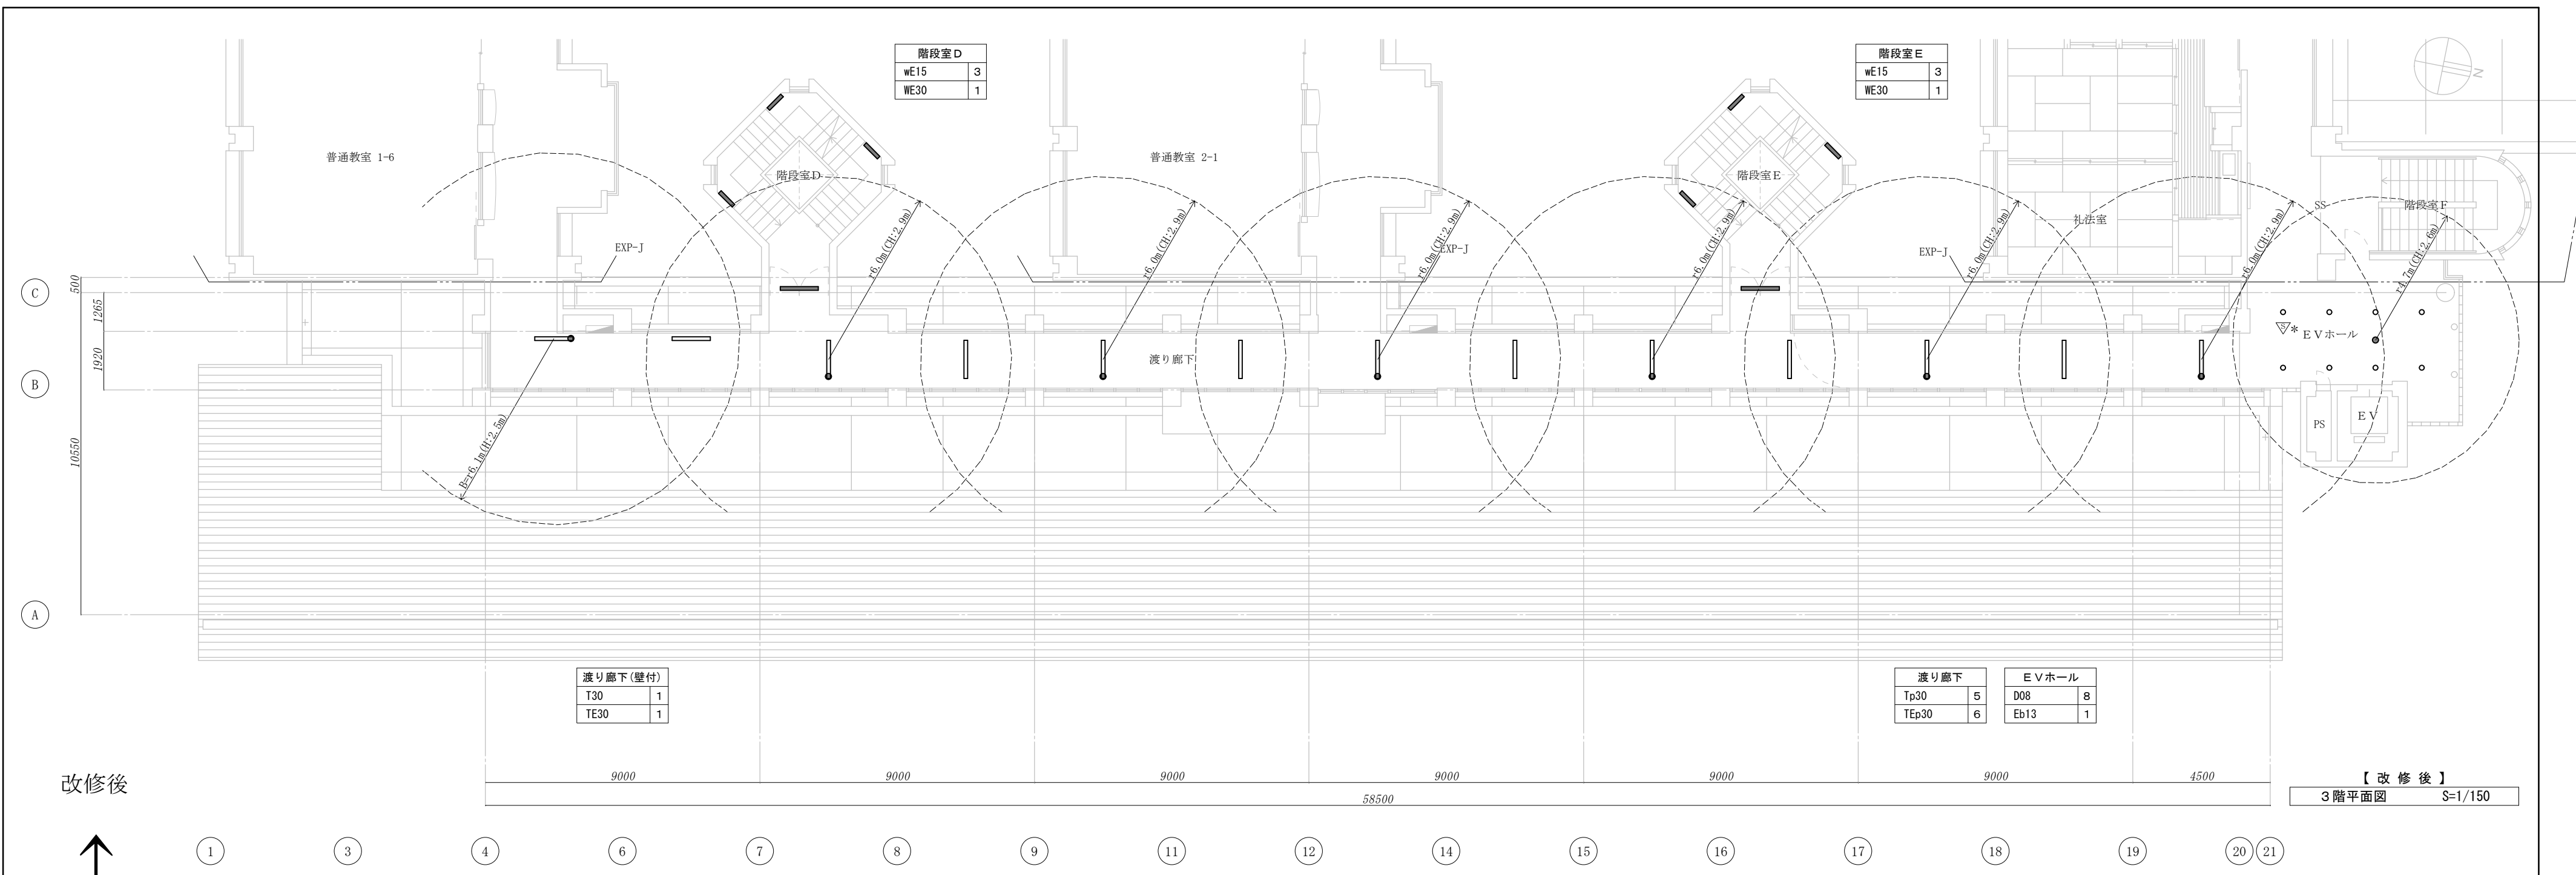 階段室D
wE15 3
WE30 1
階段室E
wE15 3
WE30 1
N
普通教室 1-6
階段室D
普通教室 2-1
階段室E
礼法室
SS
階段室F
EXP-J
EXP-J
EXP-J
r6.0m(CH:2.9m)
r6.0m(CH:2.9m)
r6.0m(CH:2.9m)
r6.0m(CH:2.9m)
r6.0m(CH:2.9m)
r6.0m(CH:2.9m)
r4.7m(CH:2.6m)
C
500
1265
1920
B
10550
A
渡り廊下
S
*
EVホール
PS
EV
B=r6.1m(H:2.5m)
渡り廊下(壁付)
T30 1
TE30 1
渡り廊下
Tp30 5
TEp30 6
EVホール
D08 8
Eb13 1
改修後
9000 9000 9000 9000 9000 9000 4500
58500
【改修後】
3階平面図 S=1/150
1 3 4 6 7 8 9 11 12 14 15 16 17 18 19 20 21